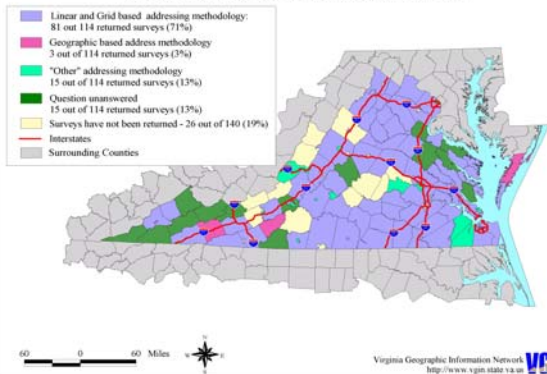 Linear and Grid based addressing methodology:
81 out 114 returned surveys (71%)
Geographic based address methodology
3 out of 114 returned surveys (3%)
"Other" addressing methodology
15 out of 114 returned surveys (13%)
Question unanswered
15 out of 114 returned surveys (13%)
Surveys have not been returned - 26 out of 140 (19%)
Interstates
Surrounding Counties
60 0 60 Miles
N
W E
S
Virginia Geographic Information Network
http://www.vgin.state.va.us